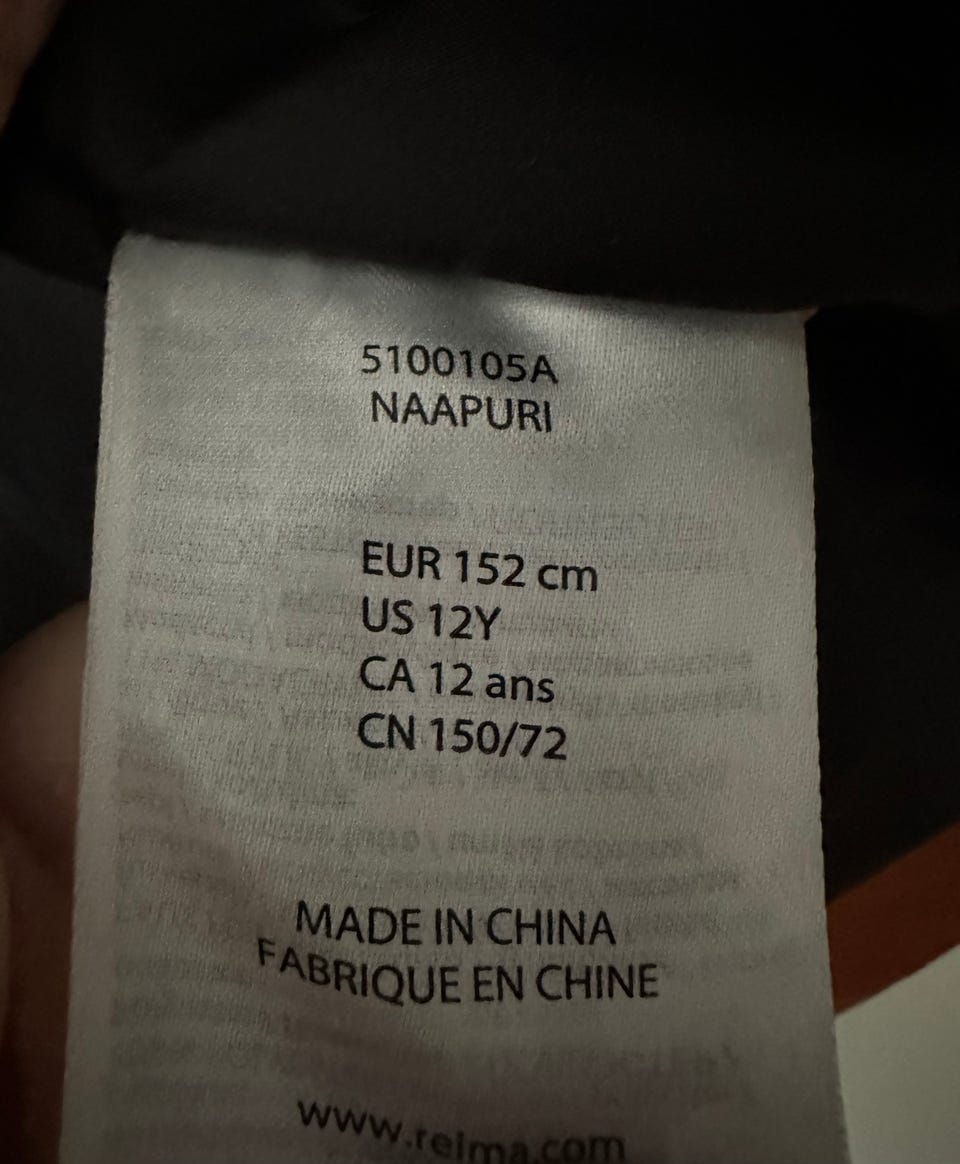 5100105A
NAAPURI
EUR 152 cm
US 12Y
CA 12 ans
CN 150/72
MADE IN CHINA
FABRIQUE EN CHINE
www.reima.com